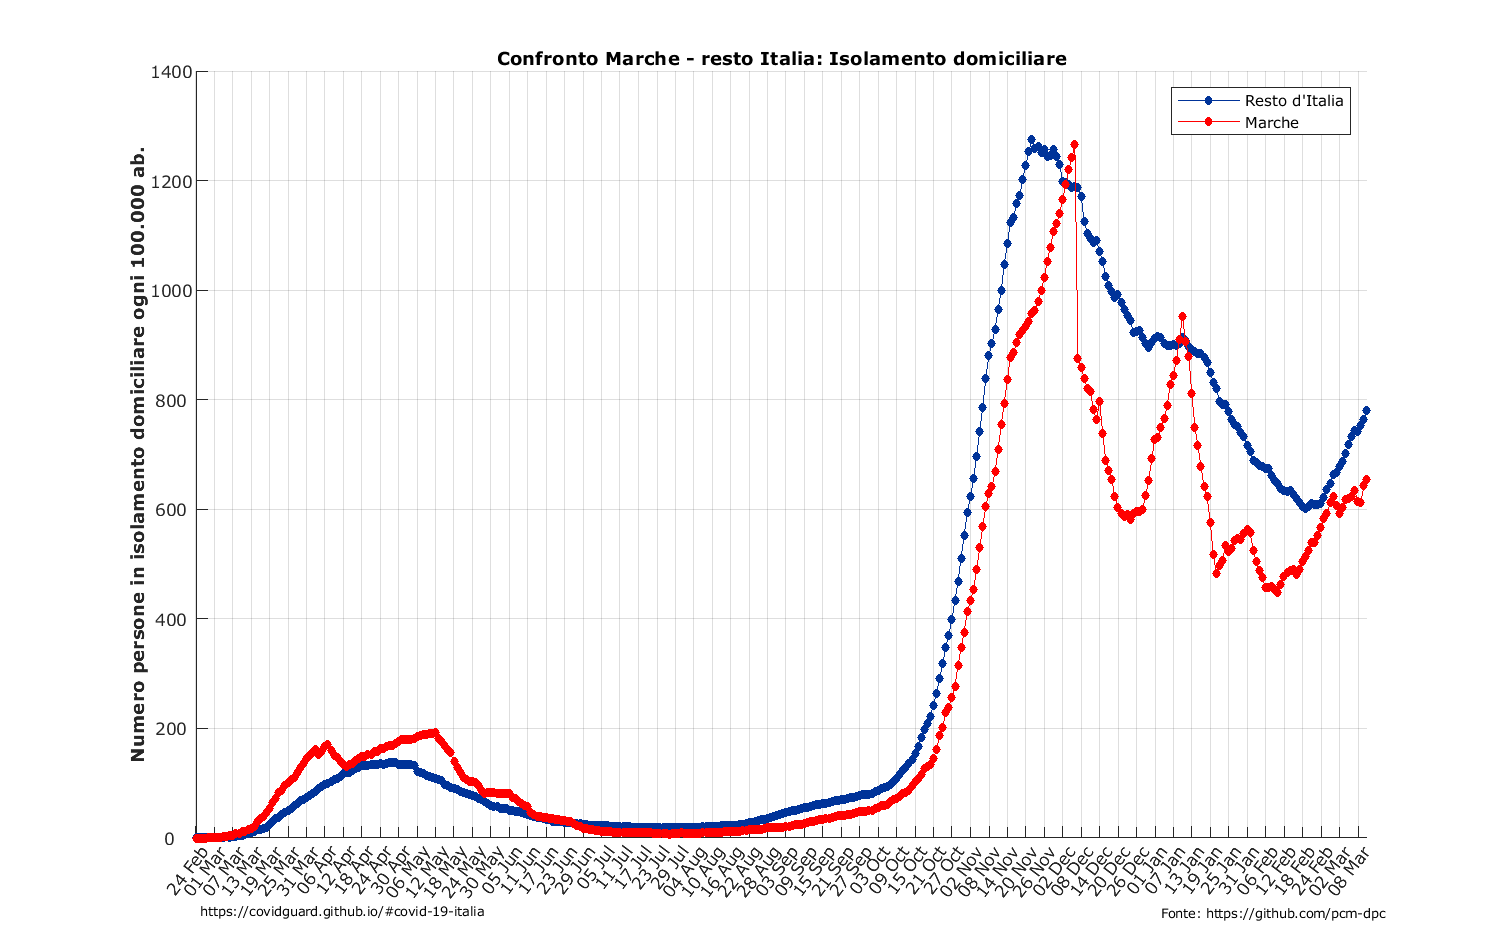 Confronto Marche - resto Italia: Isolamento domiciliare
Resto d'Italia
Marche
Numero persone in isolamento domiciliare ogni 100.000 ab.
1400
1200
1000
800
600
400
200
0
24 Feb
01 Mar
07 Mar
13 Mar
19 Mar
25 Mar
31 Mar
06 Apr
12 Apr
18 Apr
24 Apr
30 Apr
06 May
12 May
18 May
24 May
30 May
05 Jun
11 Jun
17 Jun
23 Jun
29 Jun
05 Jul
11 Jul
17 Jul
23 Jul
29 Jul
04 Aug
10 Aug
16 Aug
22 Aug
28 Aug
03 Sep
09 Sep
15 Sep
21 Sep
27 Sep
03 Oct
09 Oct
15 Oct
21 Oct
27 Oct
02 Nov
08 Nov
14 Nov
20 Nov
26 Nov
02 Dec
08 Dec
14 Dec
20 Dec
26 Dec
01 Jan
07 Jan
13 Jan
19 Jan
25 Jan
31 Jan
06 Feb
12 Feb
18 Feb
24 Feb
02 Mar
08 Mar
https://covidguard.github.io/#covid-19-italia
Fonte: https://github.com/pcm-dpc